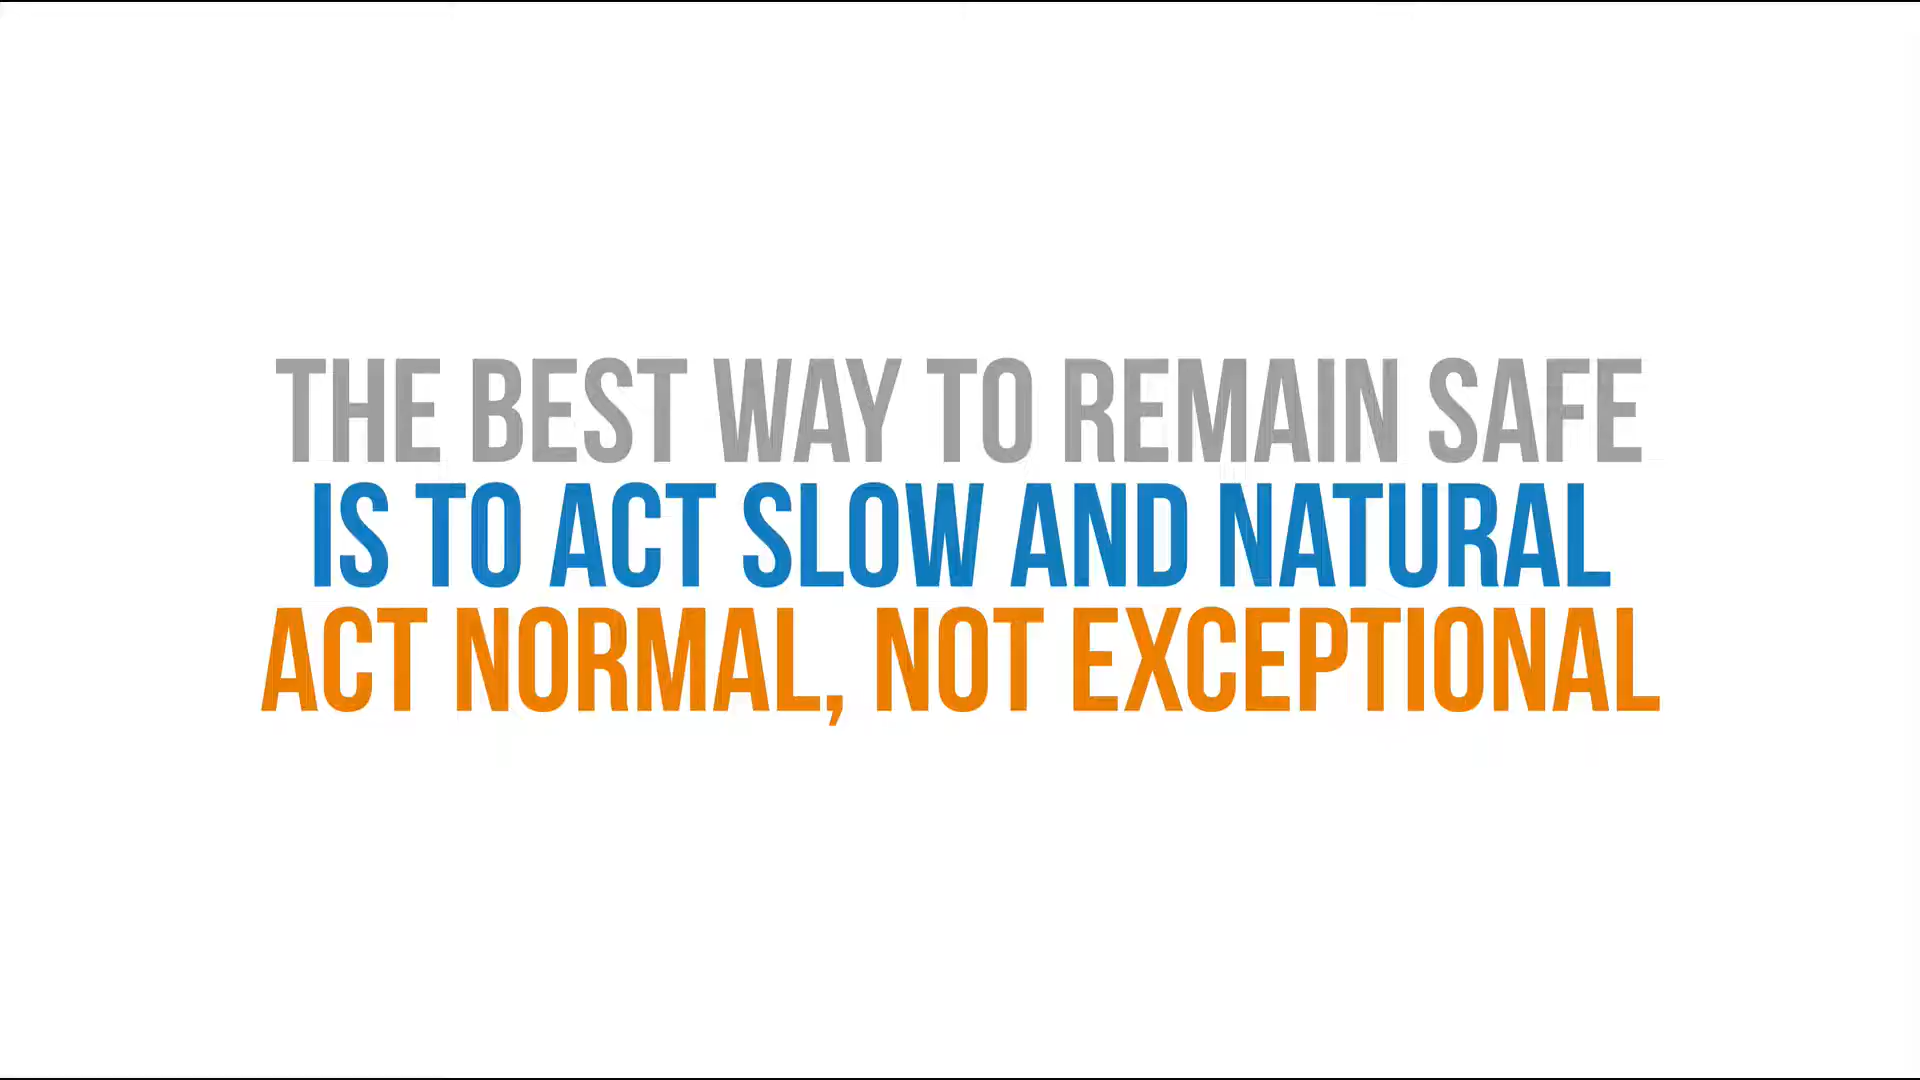 THE BEST WAY TO REMAIN SAFE
IS TO ACT SLOW AND NATURAL
ACT NORMAL, NOT EXCEPTIONAL